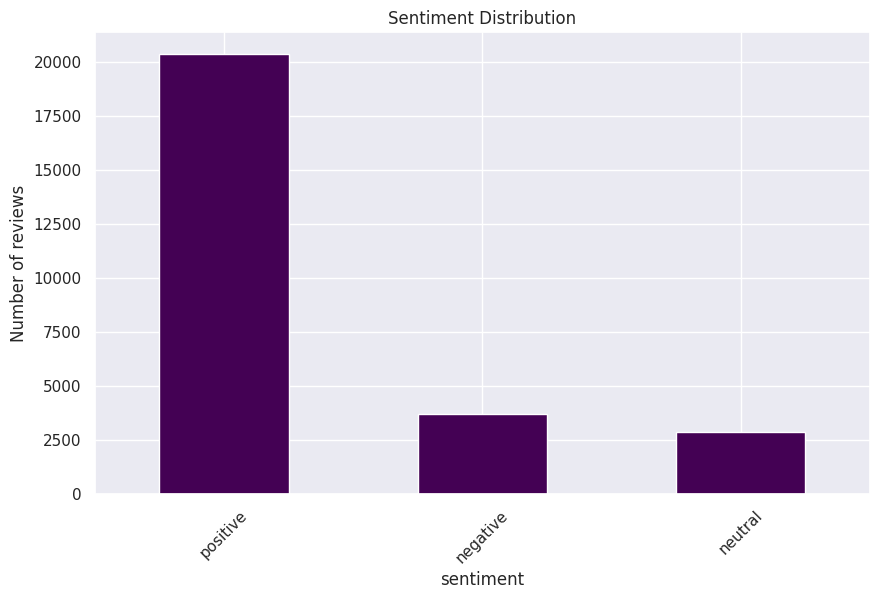 Sentiment Distribution
Number of reviews
20000
17500
15000
12500
10000
7500
5000
2500
0
positive
negative
neutral
sentiment